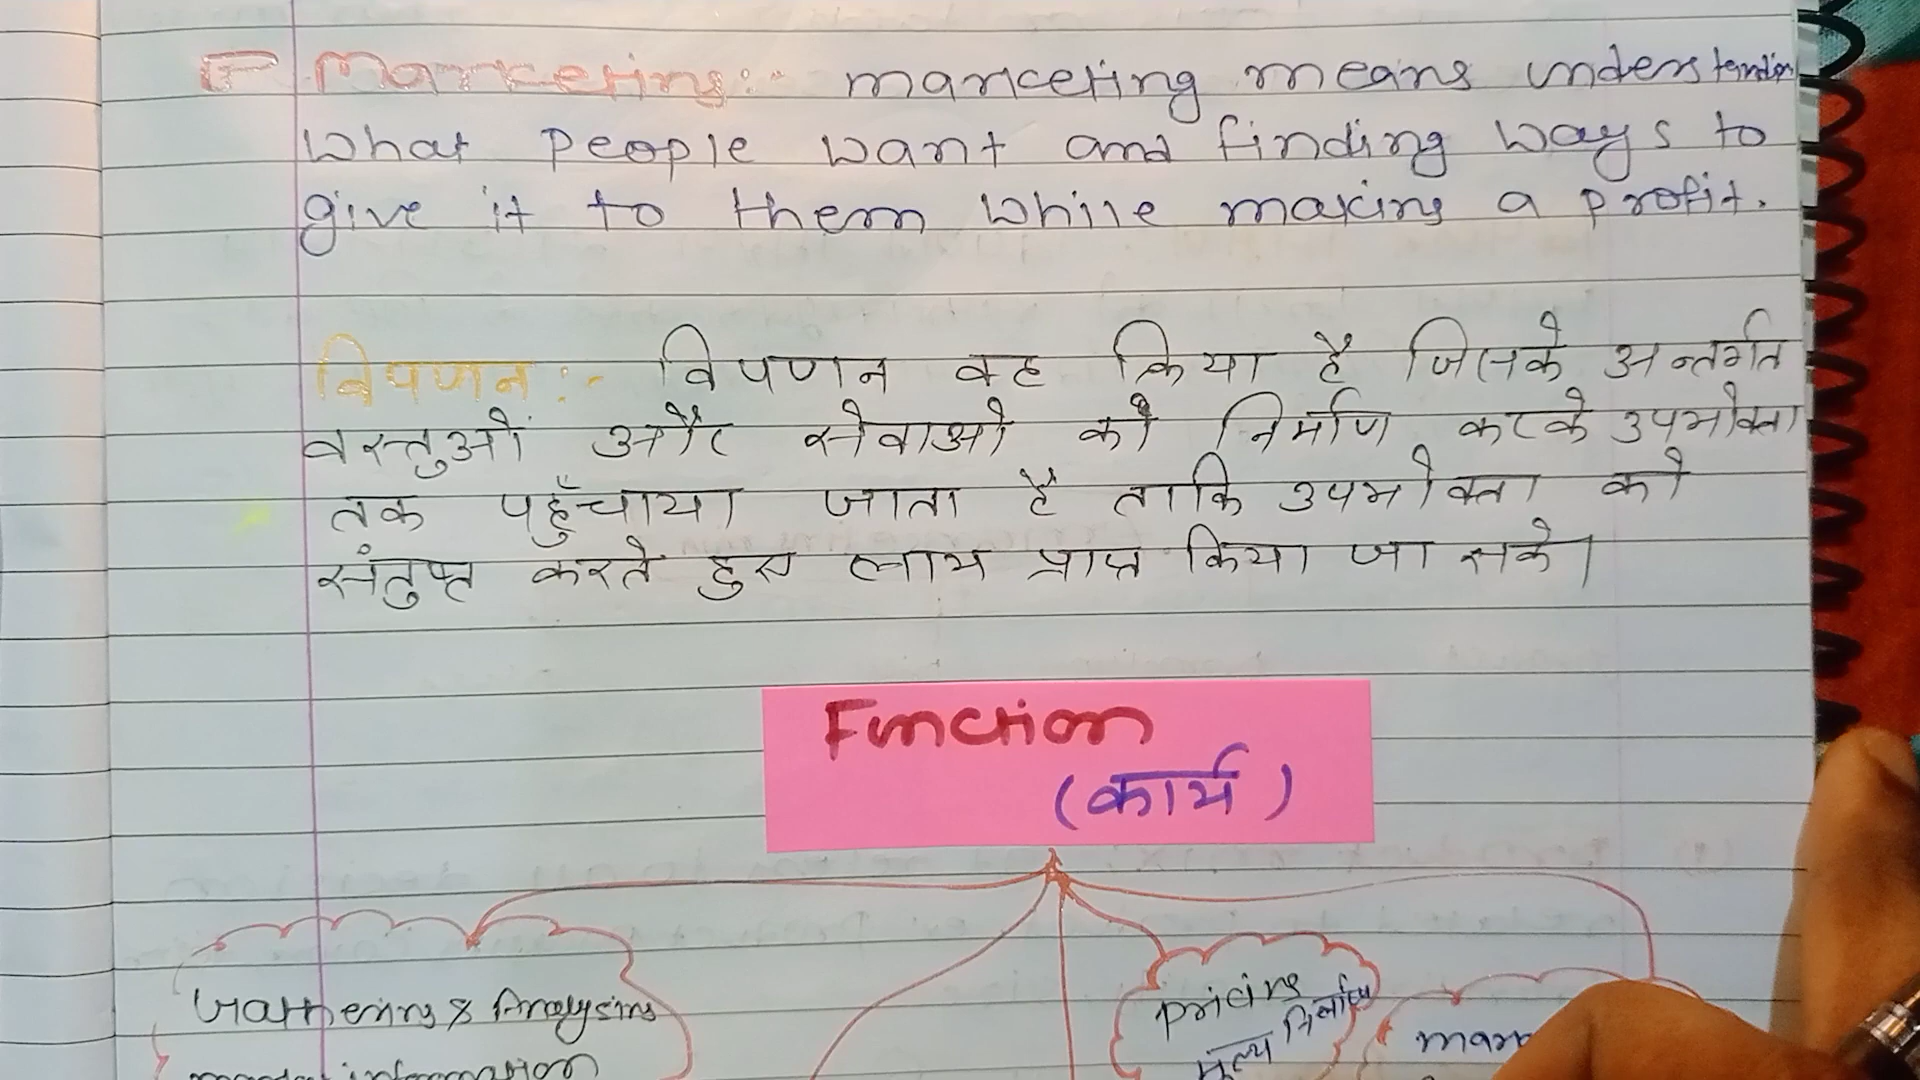 Marketing:- marketing means understanding
what people want and finding ways to
give it to them while making a profit.
विपणन :- विपणन वह क्रिया है जिसके अन्तर्गत
वस्तुओं और सेवाओ को निर्माण करके उपभोक्ता
तक पहुँचाया जाता है ताकि उपभोक्ता को
संतुष्ट करते हुए लाभ प्राप्त किया जा सके।
Function
(कार्य)
Gathering & Analysing
market information
pricing
मूल्य निर्धारण